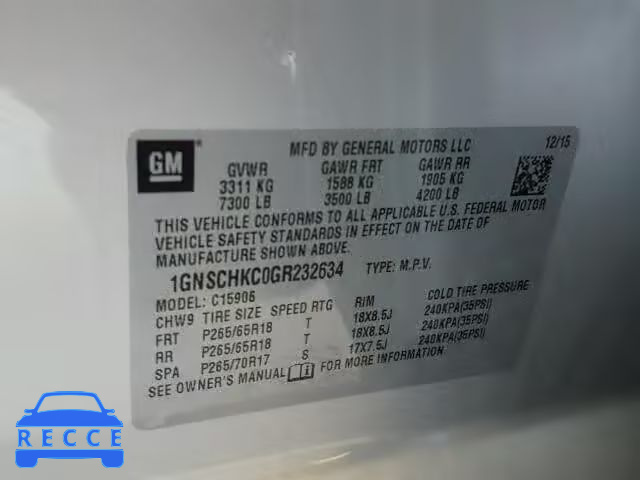 GM
MFD BY GENERAL MOTORS LLC 12/15
GVWR GAWR FRT GAWR RR
3311 KG 1588 KG 1905 KG
7300 LB 3500 LB 4200 LB
THIS VEHICLE CONFORMS TO ALL APPLICABLE U.S. FEDERAL MOTOR
VEHICLE SAFETY STANDARDS IN EFFECT ON THE DATE OF
MANUFACTURE SHOWN ABOVE.
1GNSCHKC0GR232634 TYPE: M.P.V.
MODEL: C15906
CHW9 TIRE SIZE SPEED RTG RIM COLD TIRE PRESSURE
FRT P265/65R18 T 18X8.5J 240KPA(35PSI)
RR P265/65R18 T 18X8.5J 240KPA(35PSI)
SPA P265/70R17 S 17X7.5J 240KPA(35PSI)
SEE OWNER'S MANUAL FOR MORE INFORMATION
RECCE